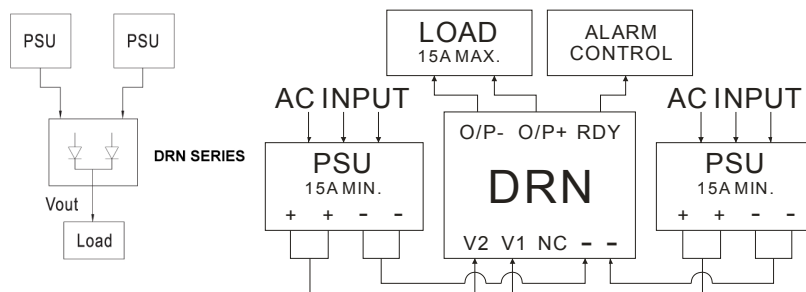 PSU PSU
DRN SERIES
Vout
Load
LOAD
15A MAX.
ALARM
CONTROL
AC INPUT
AC INPUT
O/P- O/P+ RDY
PSU
15A MIN.
+ + - -
DRN
V2 V1 NC - -
PSU
15A MIN.
+ + - -